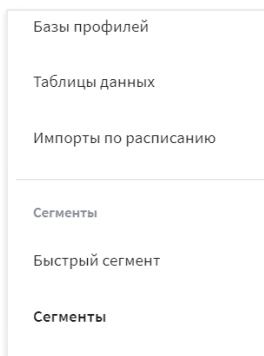 Базы профилей
Таблицы данных
Импорты по расписанию
Сегменты
Быстрый сегмент
Сегменты